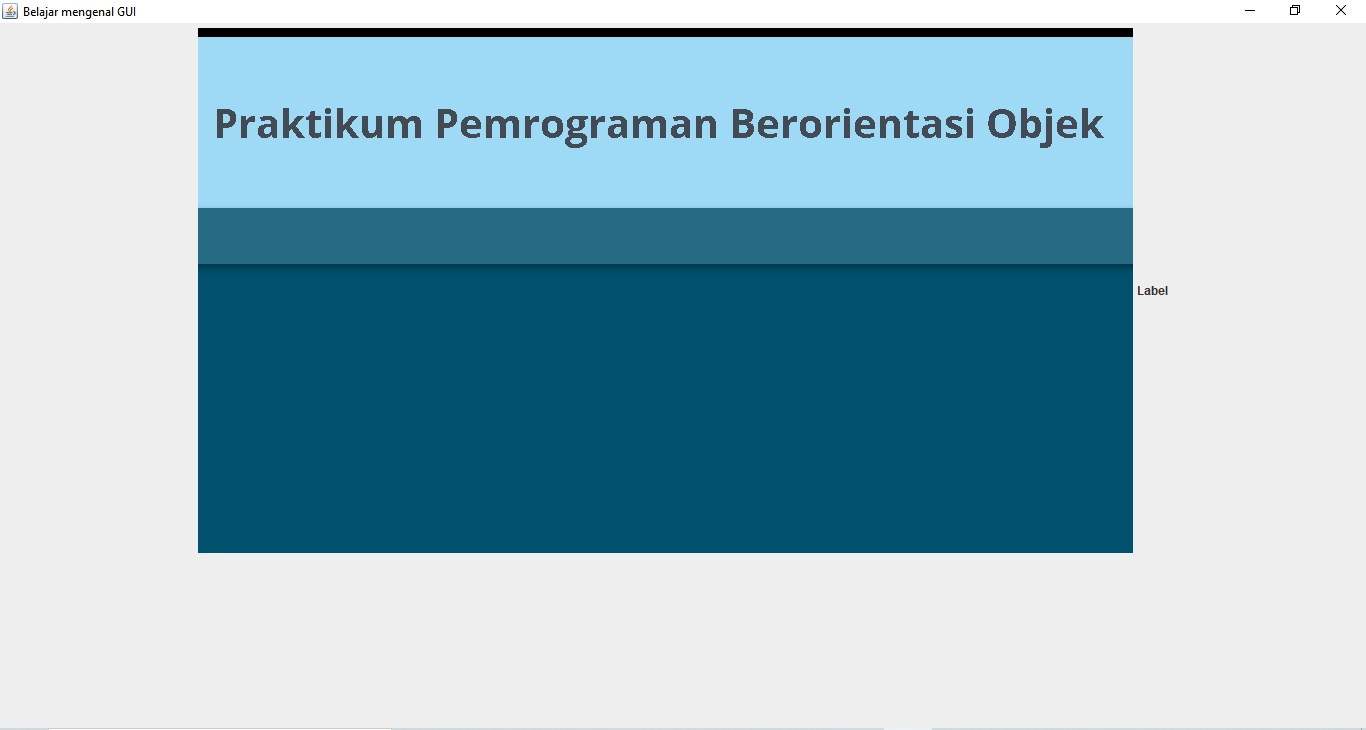 Belajar mengenal GUI
Praktikum Pemrograman Berorientasi Objek
Label